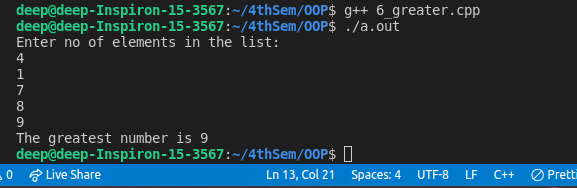 deep@deep-Inspiron-15-3567:~/4thSem/OOP$ g++ 6_greater.cpp
deep@deep-Inspiron-15-3567:~/4thSem/OOP$ ./a.out
Enter no of elements in the list:
4
1
7
8
9
The greatest number is 9
deep@deep-Inspiron-15-3567:~/4thSem/OOP$
0 Live Share Ln 13, Col 21 Spaces: 4 UTF-8 LF C++ Pretti